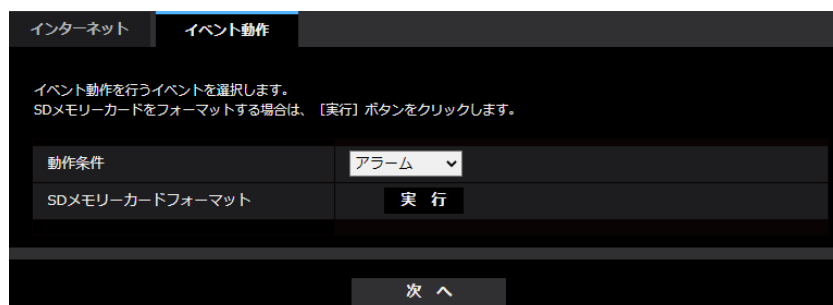 インターネット イベント動作
イベント動作を行うイベントを選択します。
SDメモリーカードをフォーマットする場合は、［実行］ボタンをクリックします。
動作条件 アラーム
SDメモリーカードフォーマット 実 行
次 へ